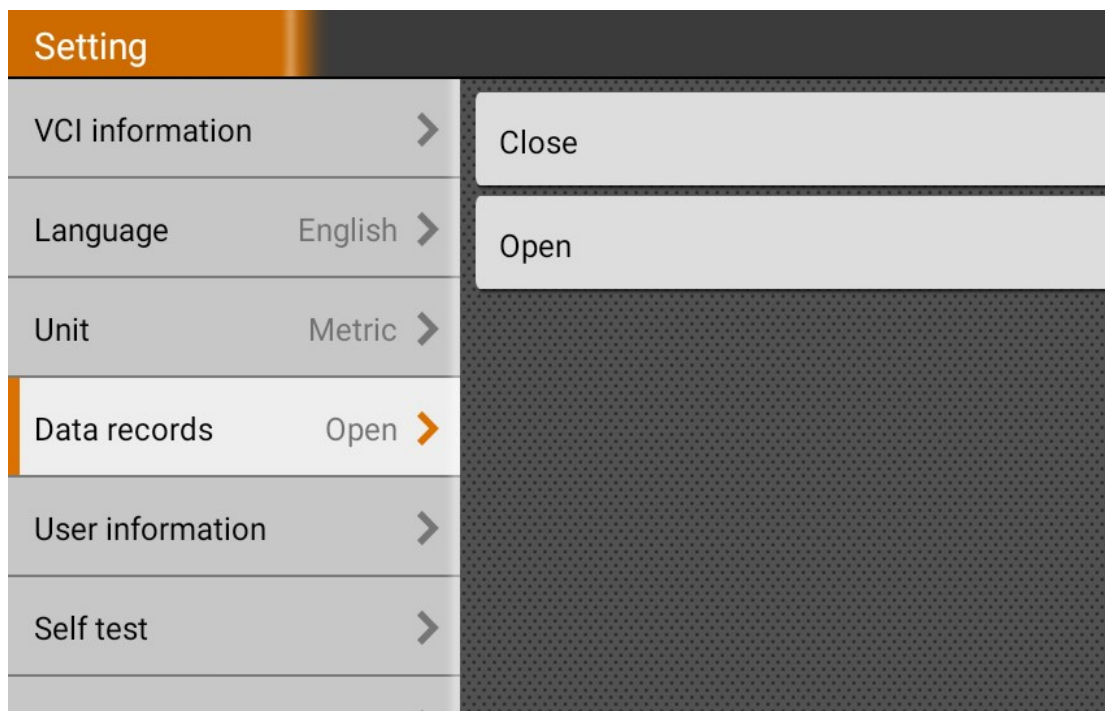 Setting
VCI information
Language English
Unit Metric
Data records Open
User information
Self test
Close
Open